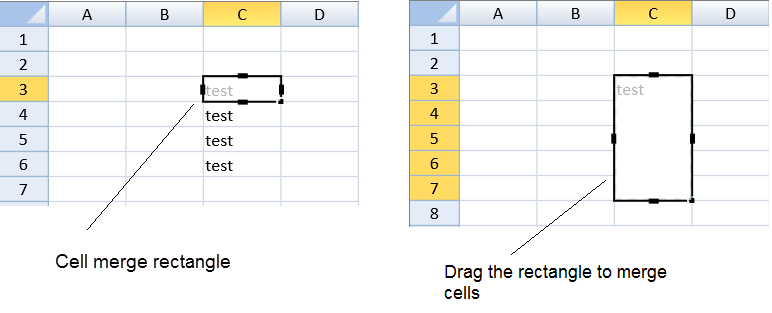 A B C D
1
2
3 test
4 test
5 test
6 test
7
Cell merge rectangle
A B C D
1
2
3 test
4
5
6
7
8
Drag the rectangle to merge
cells